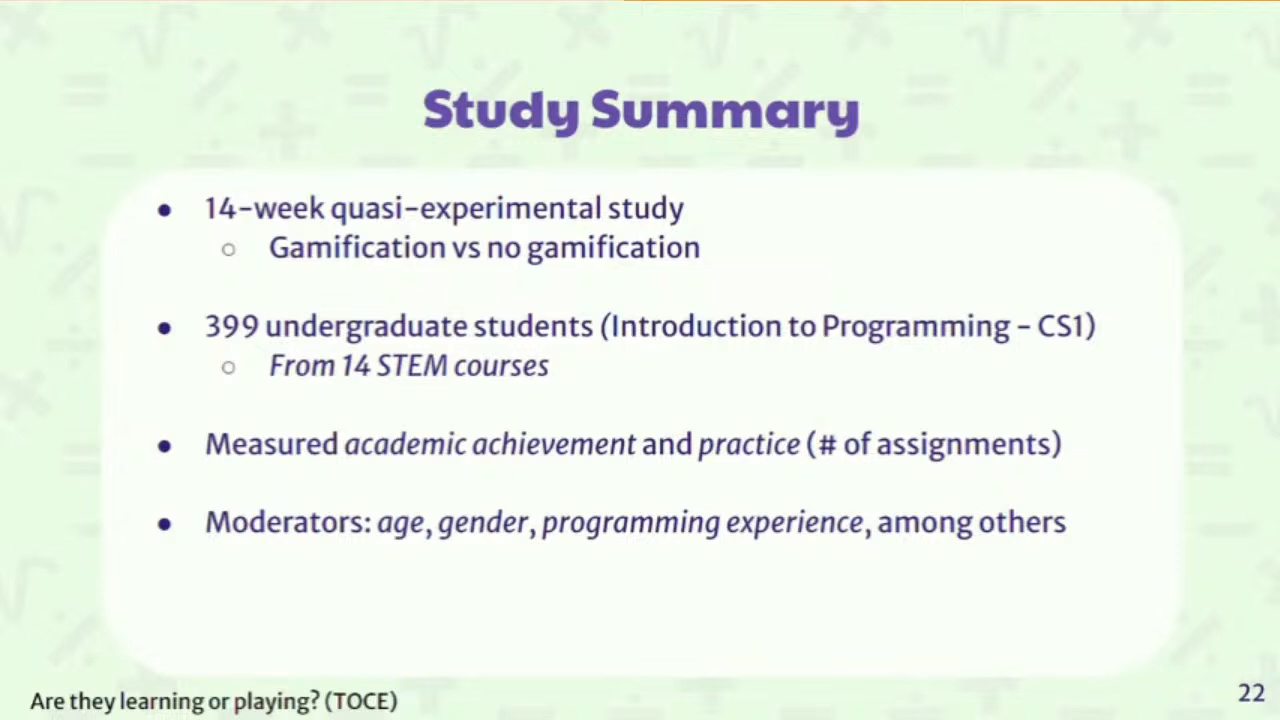 Study Summary
● 14-week quasi-experimental study
○ Gamification vs no gamification
● 399 undergraduate students (Introduction to Programming - CS1)
○ From 14 STEM courses
● Measured academic achievement and practice (# of assignments)
● Moderators: age, gender, programming experience, among others
Are they learning or playing? (TOCE)
22